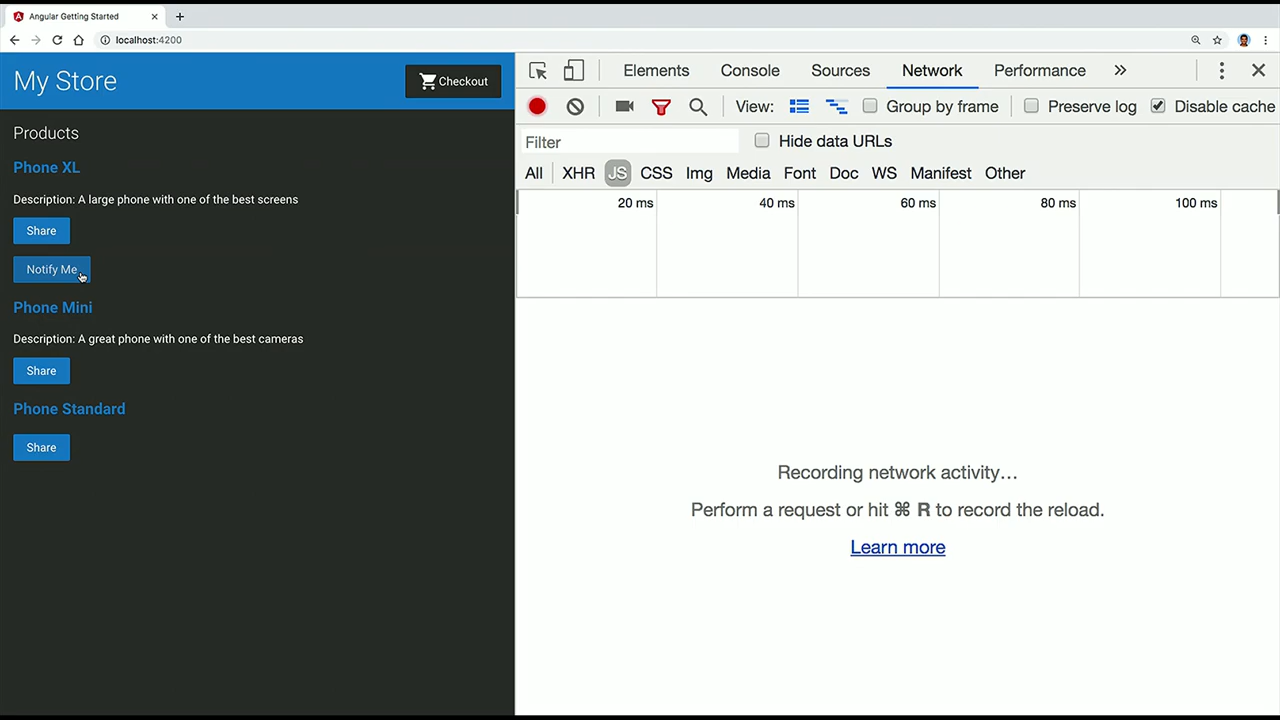 Angular Getting Started
localhost:4200
My Store
Checkout
Products
Phone XL
Description: A large phone with one of the best screens
Share
Notify Me
Phone Mini
Description: A great phone with one of the best cameras
Share
Phone Standard
Share
Elements Console Sources Network Performance
View: Group by frame Preserve log Disable cache
Filter Hide data URLs
All XHR JS CSS Img Media Font Doc WS Manifest Other
20 ms 40 ms 60 ms 80 ms 100 ms
Recording network activity…
Perform a request or hit ⌘ R to record the reload.
Learn more